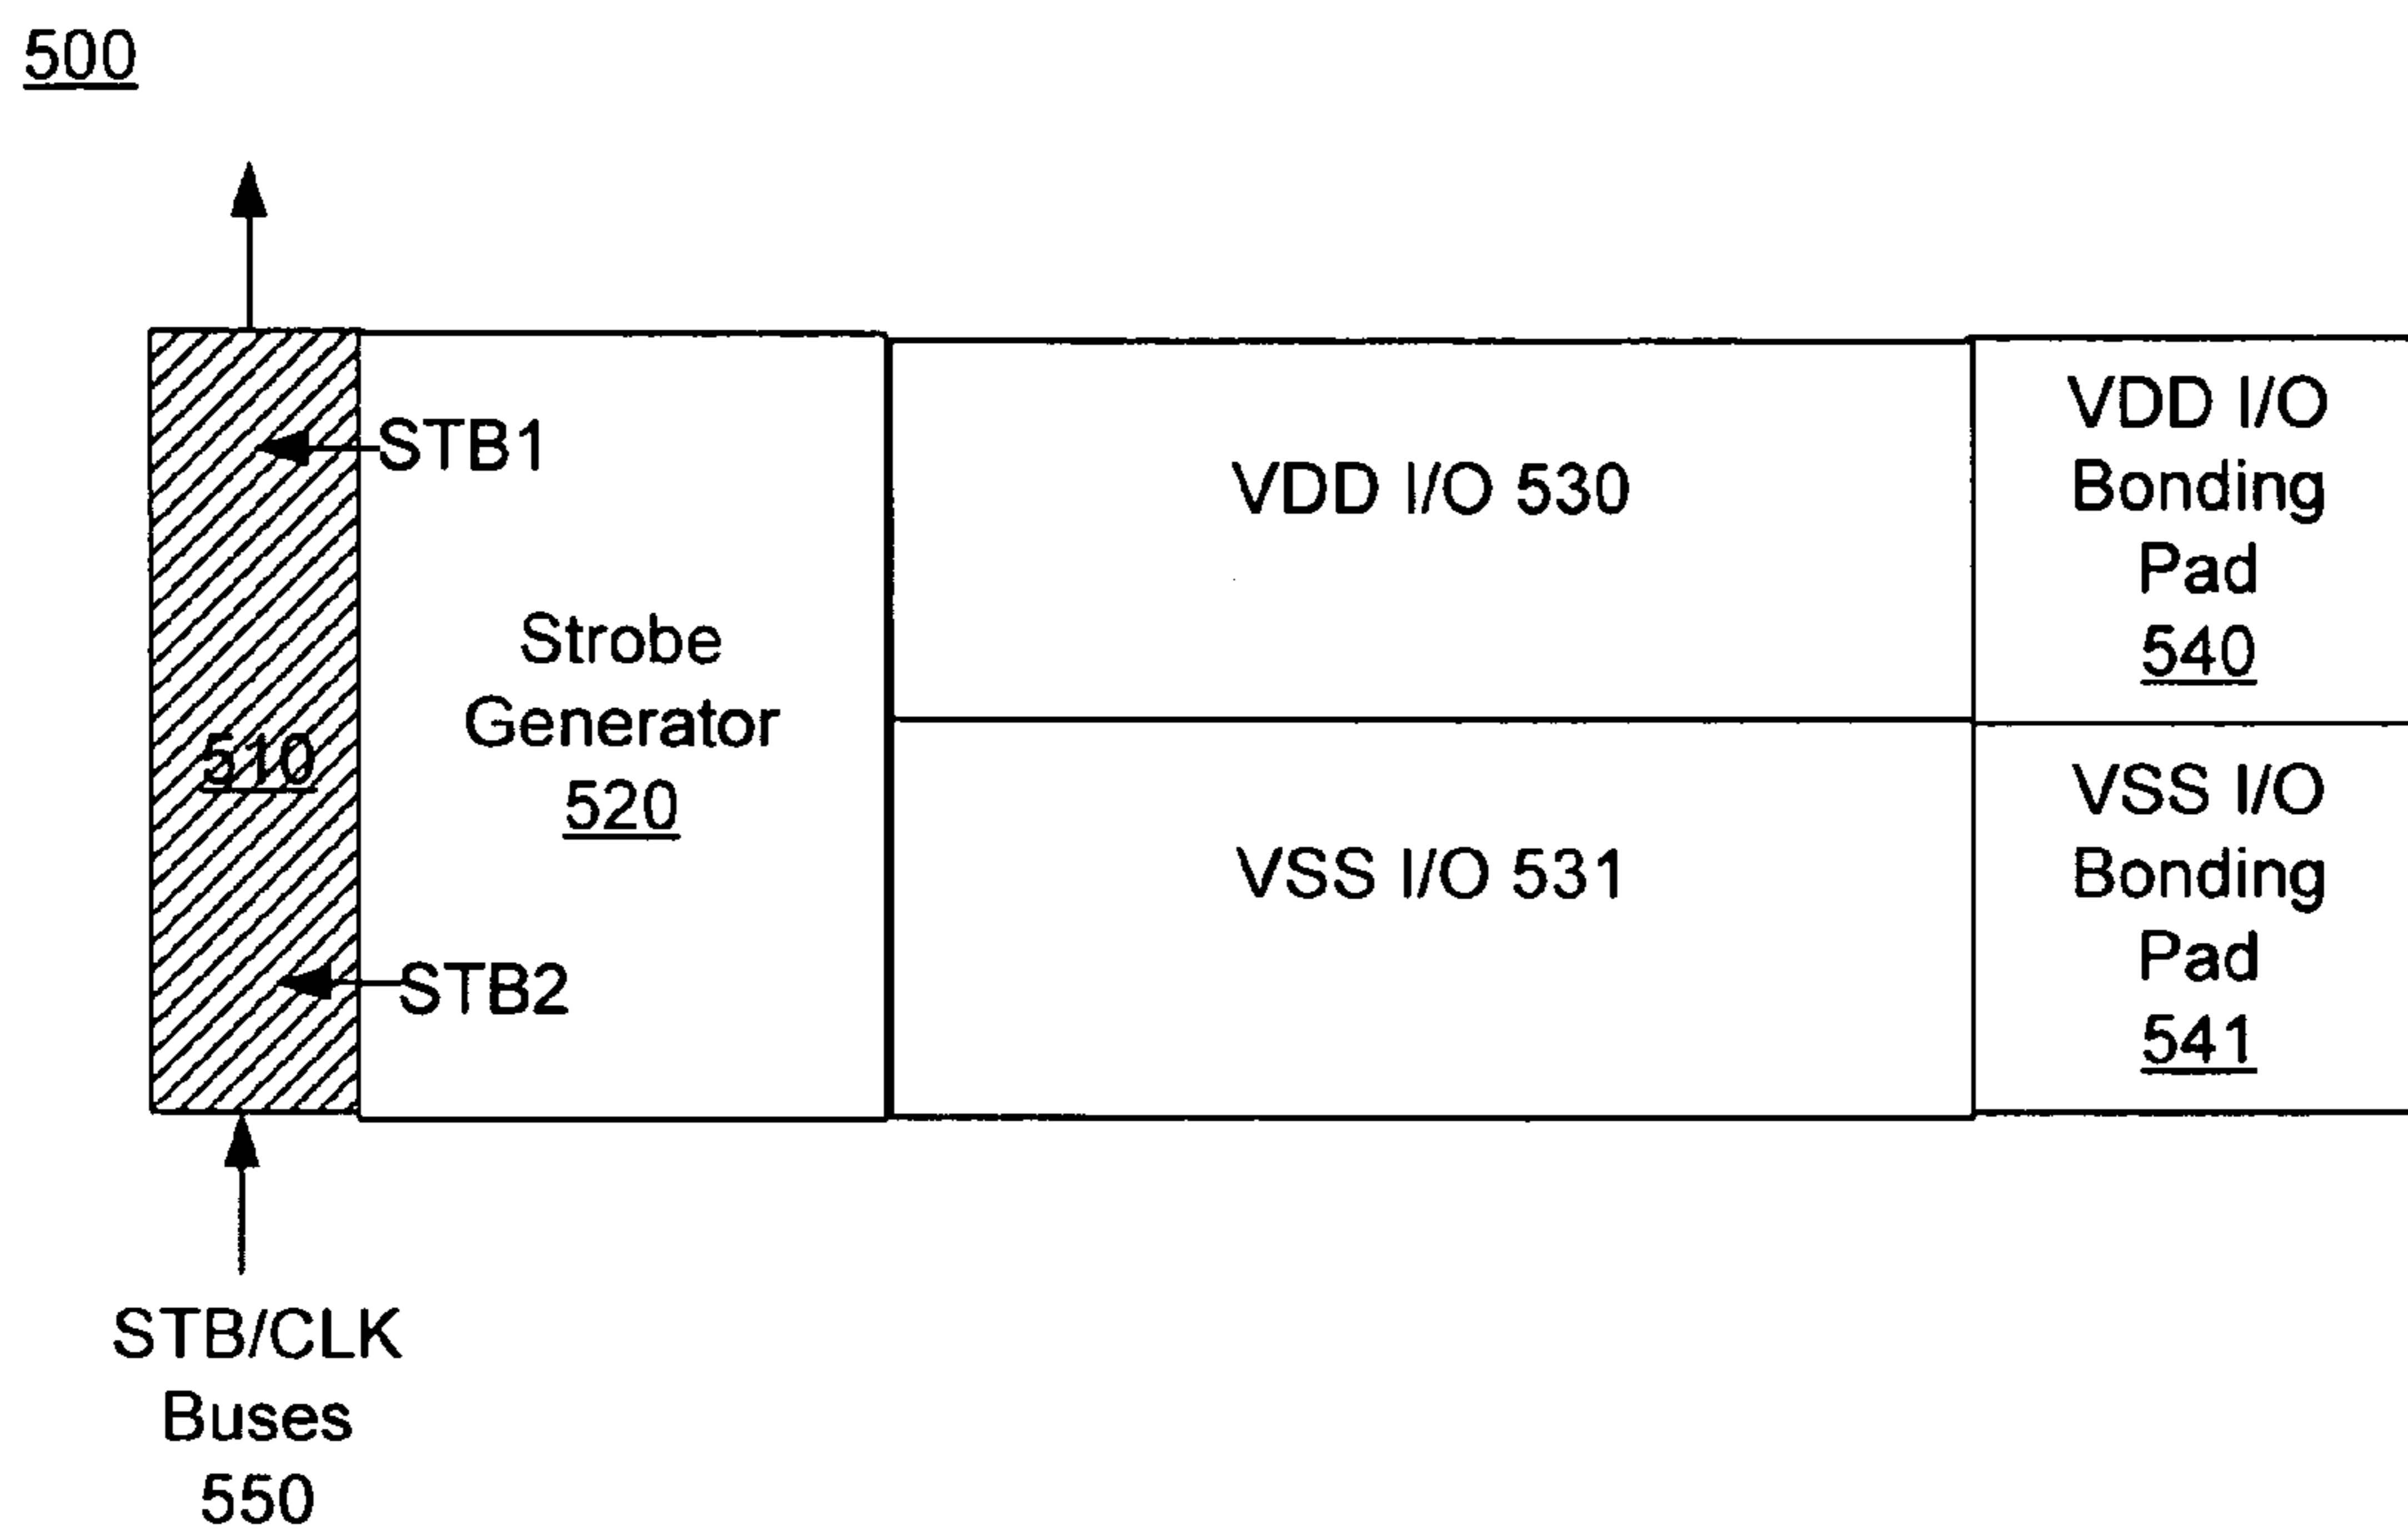 500
STB1
VDD I/O 530
VDD I/O
Bonding
Pad
540
Strobe
Generator
520
510
VSS I/O 531
VSS I/O
Bonding
Pad
541
STB2
STB/CLK
Buses
550